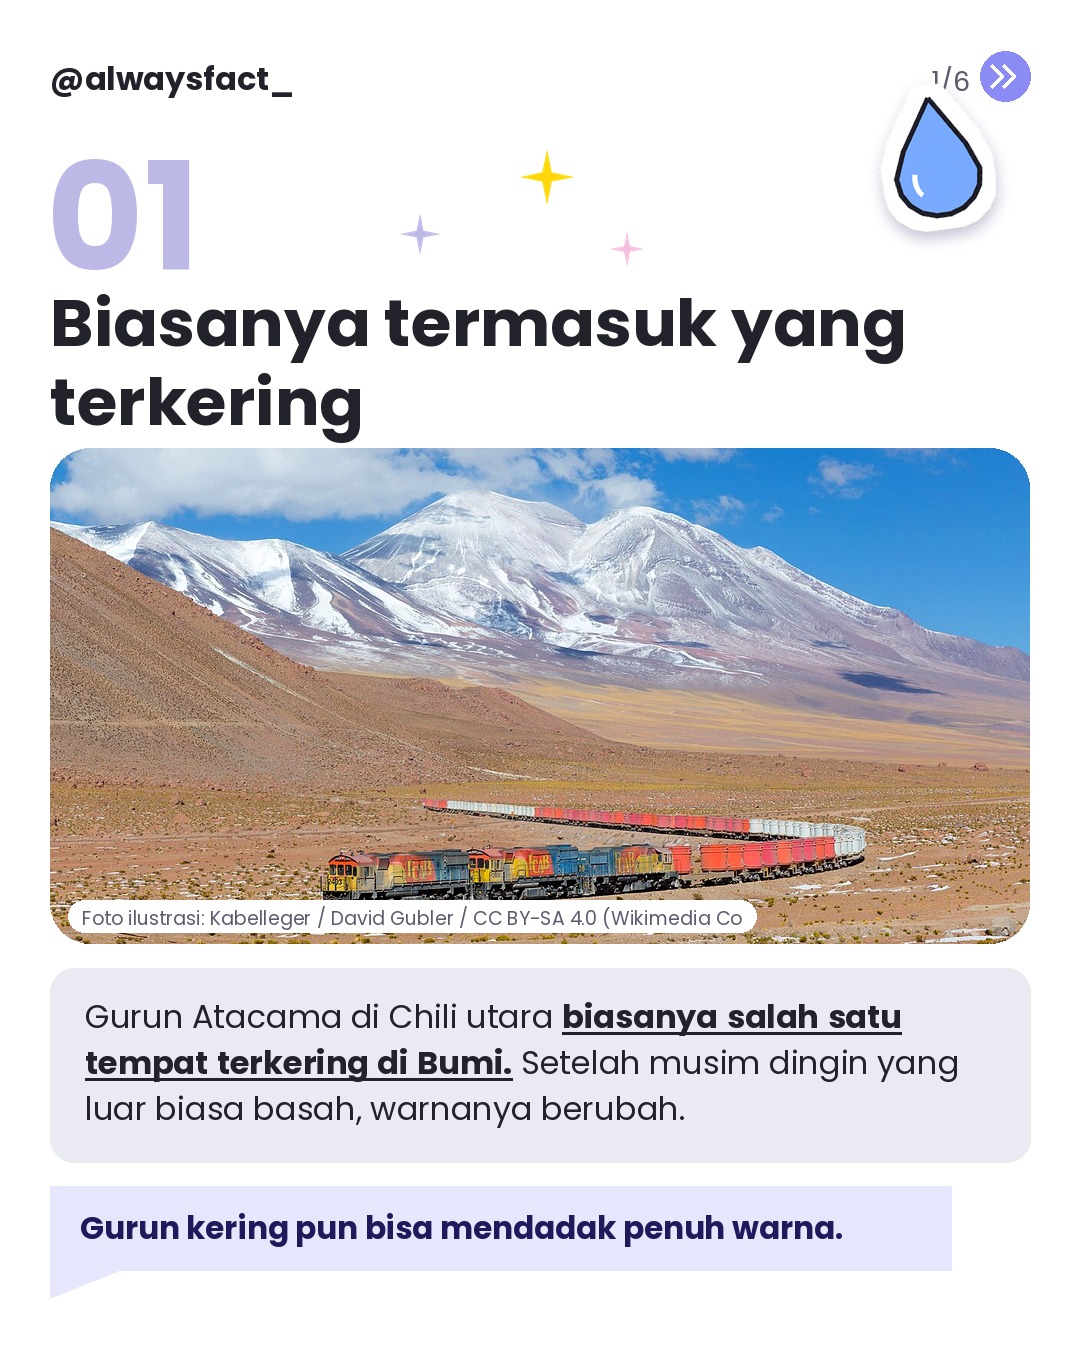 @alwaysfact_
1/6
01
Biasanya termasuk yang
terkering
Foto ilustrasi: Kabelleger / David Gubler / CC BY-SA 4.0 (Wikimedia Co
Gurun Atacama di Chili utara biasanya salah satu
tempat terkering di Bumi. Setelah musim dingin yang
luar biasa basah, warnanya berubah.
Gurun kering pun bisa mendadak penuh warna.